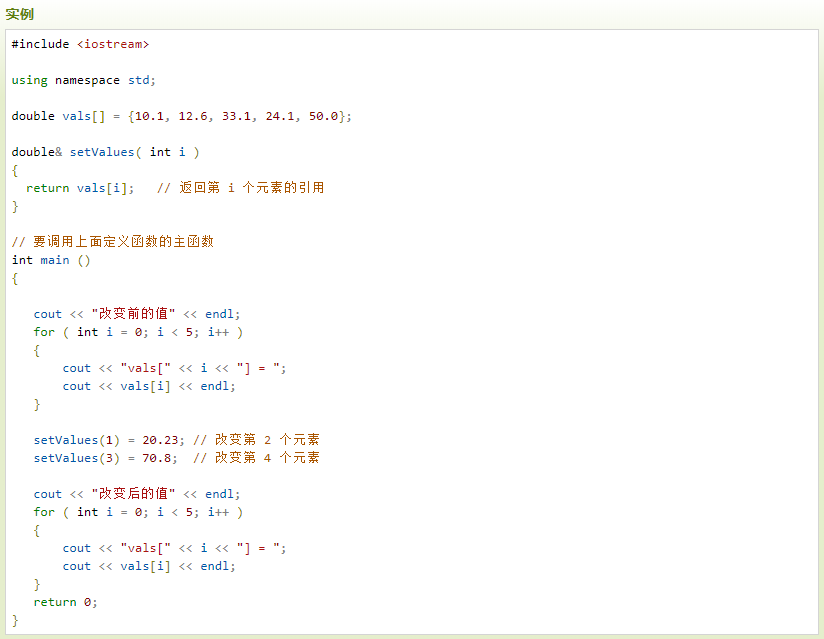 实例
#include <iostream>
using namespace std;
double vals[] = {10.1, 12.6, 33.1, 24.1, 50.0};
double& setValues( int i )
{
  return vals[i];   // 返回第 i 个元素的引用
}
// 要调用上面定义函数的主函数
int main ()
{
   cout << "改变前的值" << endl;
   for ( int i = 0; i < 5; i++ )
   {
       cout << "vals[" << i << "] = ";
       cout << vals[i] << endl;
   }
   setValues(1) = 20.23; // 改变第 2 个元素
   setValues(3) = 70.8;  // 改变第 4 个元素
   cout << "改变后的值" << endl;
   for ( int i = 0; i < 5; i++ )
   {
       cout << "vals[" << i << "] = ";
       cout << vals[i] << endl;
   }
   return 0;
}